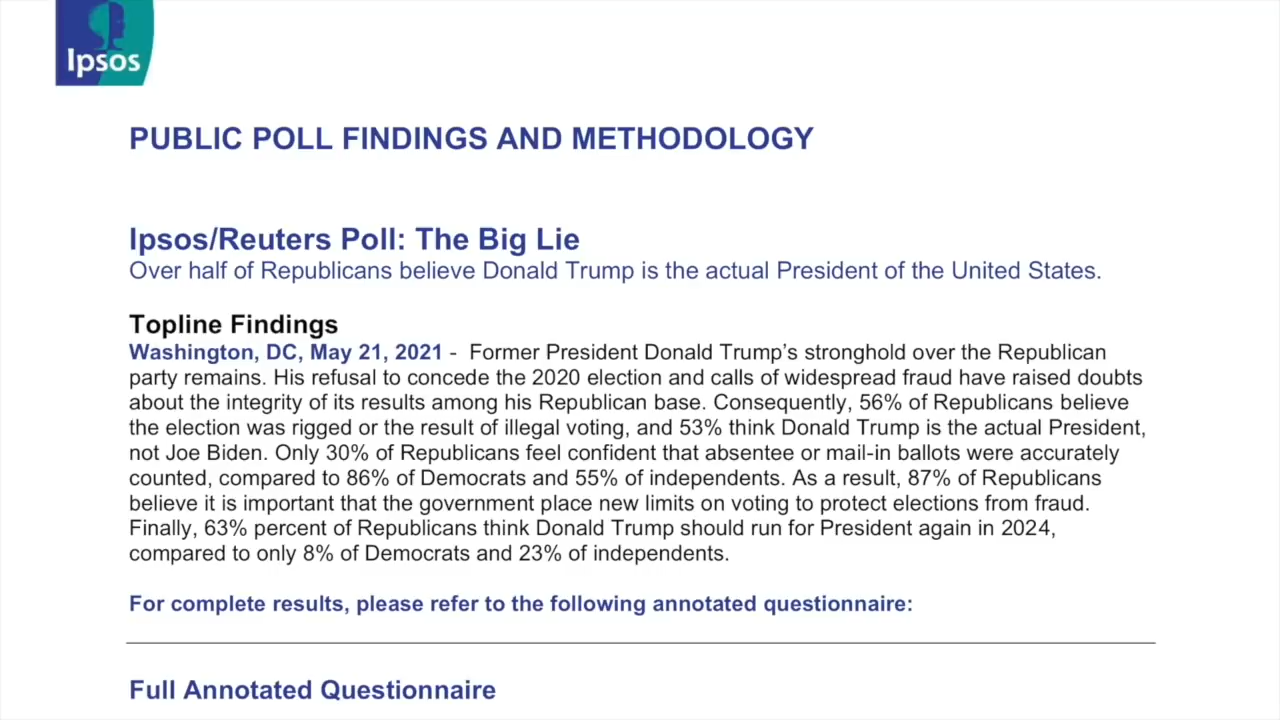 Ipsos
PUBLIC POLL FINDINGS AND METHODOLOGY
Ipsos/Reuters Poll: The Big Lie
Over half of Republicans believe Donald Trump is the actual President of the United States.
Topline Findings
Washington, DC, May 21, 2021 - Former President Donald Trump’s stronghold over the Republican
party remains. His refusal to concede the 2020 election and calls of widespread fraud have raised doubts
about the integrity of its results among his Republican base. Consequently, 56% of Republicans believe
the election was rigged or the result of illegal voting, and 53% think Donald Trump is the actual President,
not Joe Biden. Only 30% of Republicans feel confident that absentee or mail-in ballots were accurately
counted, compared to 86% of Democrats and 55% of independents. As a result, 87% of Republicans
believe it is important that the government place new limits on voting to protect elections from fraud.
Finally, 63% percent of Republicans think Donald Trump should run for President again in 2024,
compared to only 8% of Democrats and 23% of independents.
For complete results, please refer to the following annotated questionnaire:
Full Annotated Questionnaire